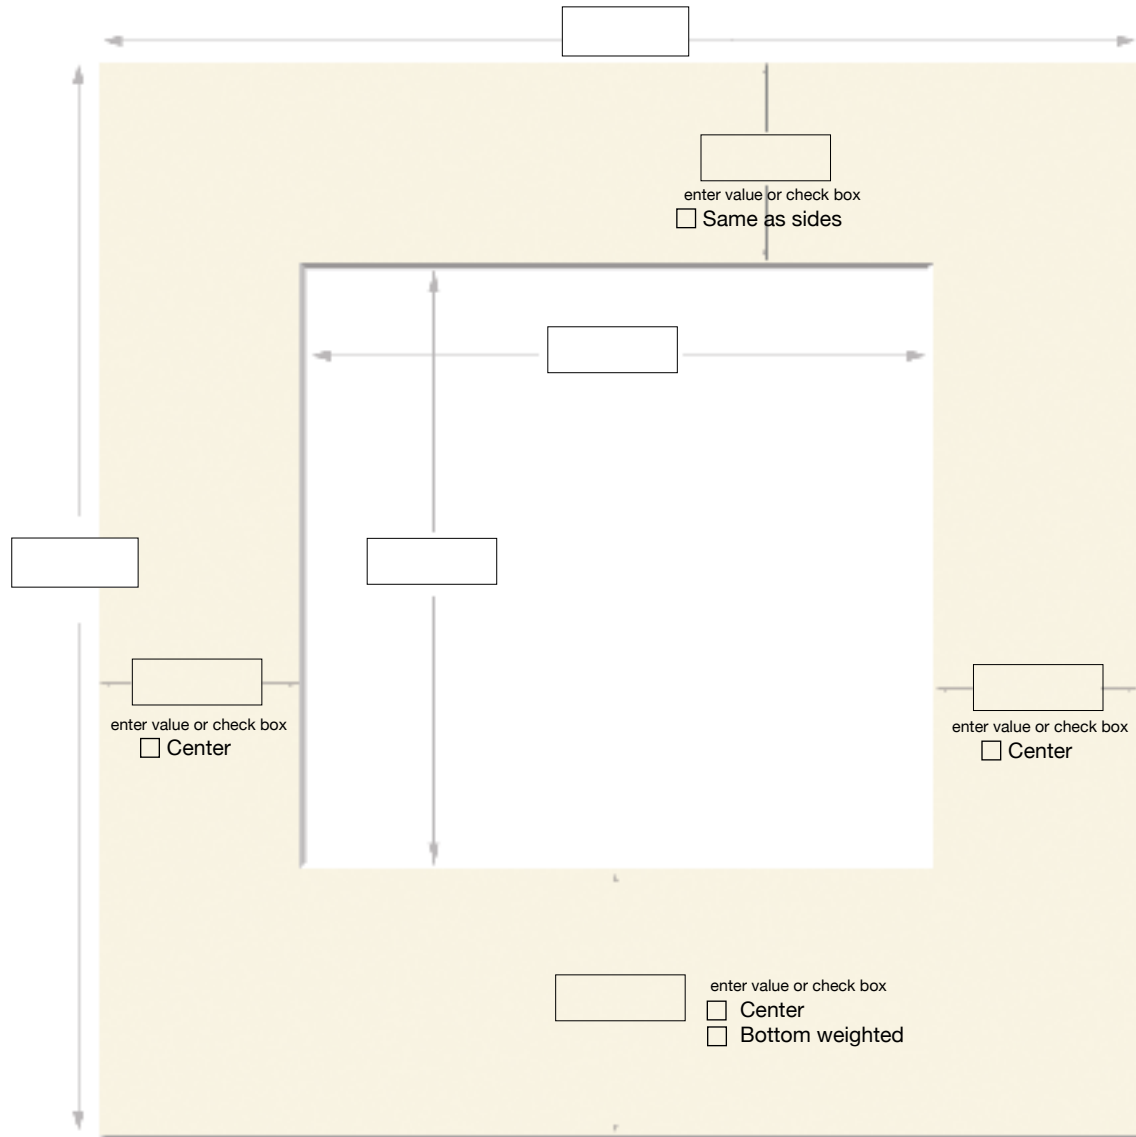 enter value or check box
Same as sides
enter value or check box
Center
enter value or check box
Center
enter value or check box
Center
Bottom weighted